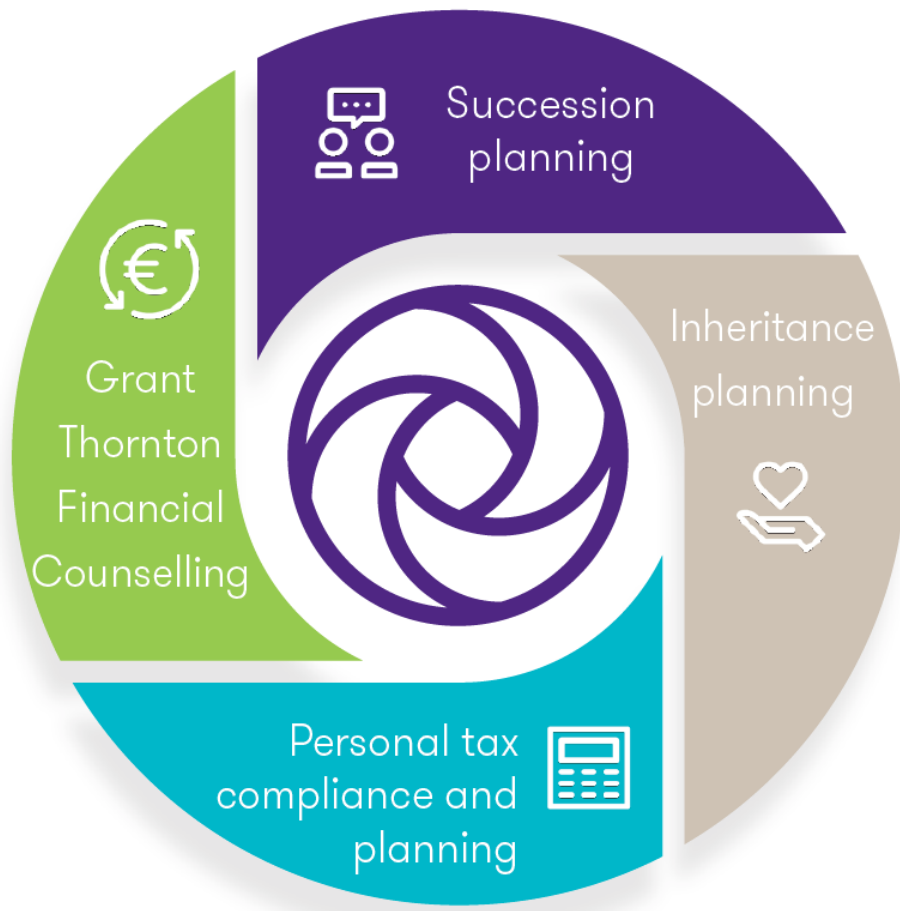 Succession
planning
Inheritance
planning
Personal tax
compliance and
planning
Grant
Thornton
Financial
Counselling